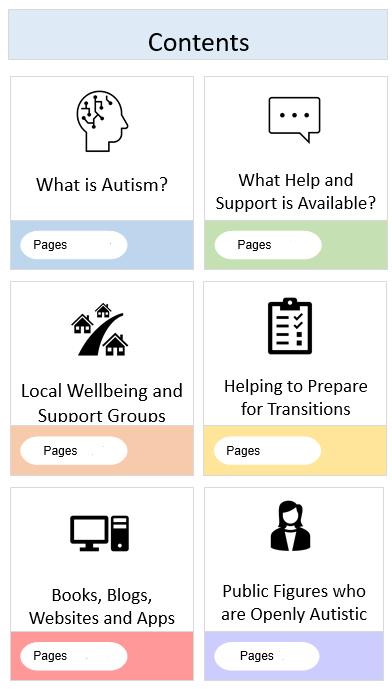 Contents
What is Autism?
Pages
What Help and
Support is Available?
Pages
Local Wellbeing and
Support Groups
Pages
Helping to Prepare
for Transitions
Pages
Books, Blogs,
Websites and Apps
Pages
Public Figures who
are Openly Autistic
Pages